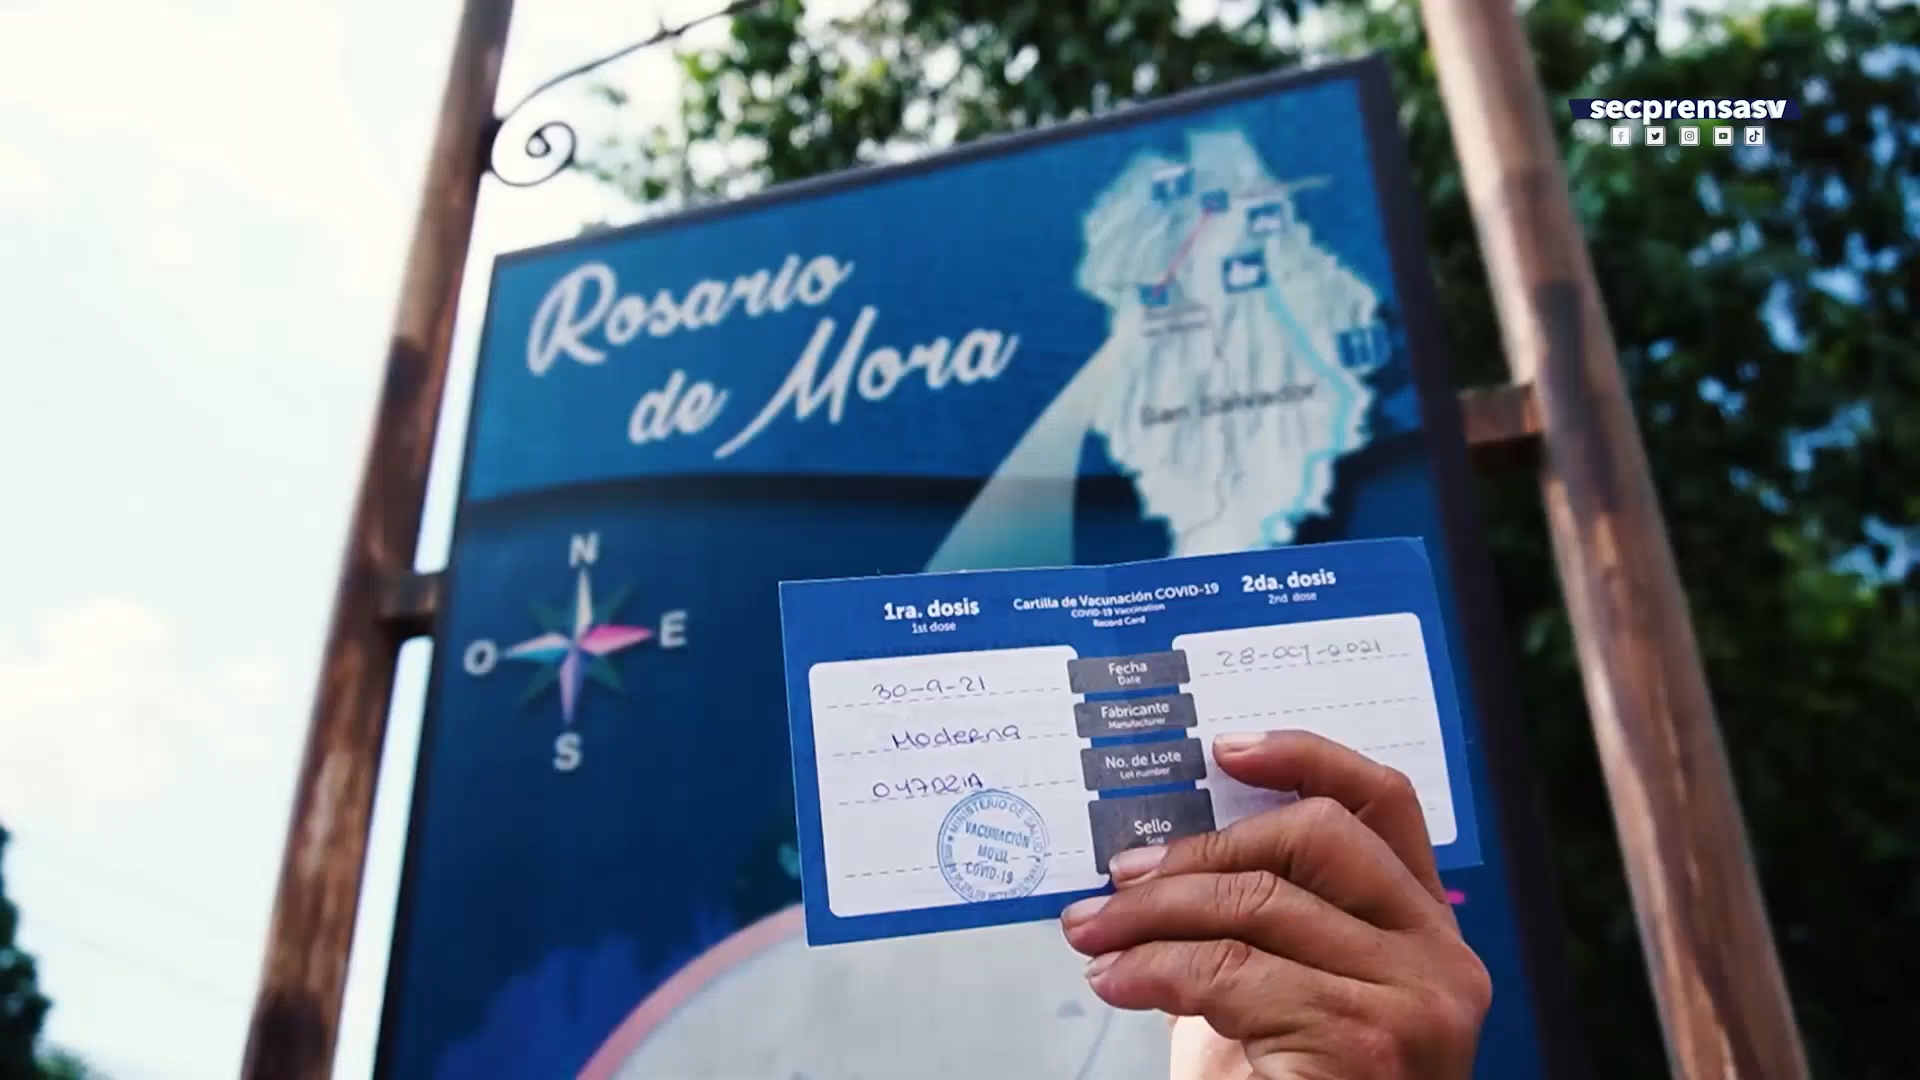 secprensasv
Rosario
de Mora
San Salvador
N
E
O
S
1ra. dosis
1st dose
Cartilla de Vacunación COVID-19
COVID-19 Vaccination
Record Card
2da. dosis
2nd dose
30-9-21
Fecha
Date
28-OCT-2021
Moderna
Fabricante
Manufacturer
047D21A
No. de Lote
Lot number
Sello
Seal
MINISTERIO DE SALUD
VACUNACIÓN
MOVIL
COVID-19